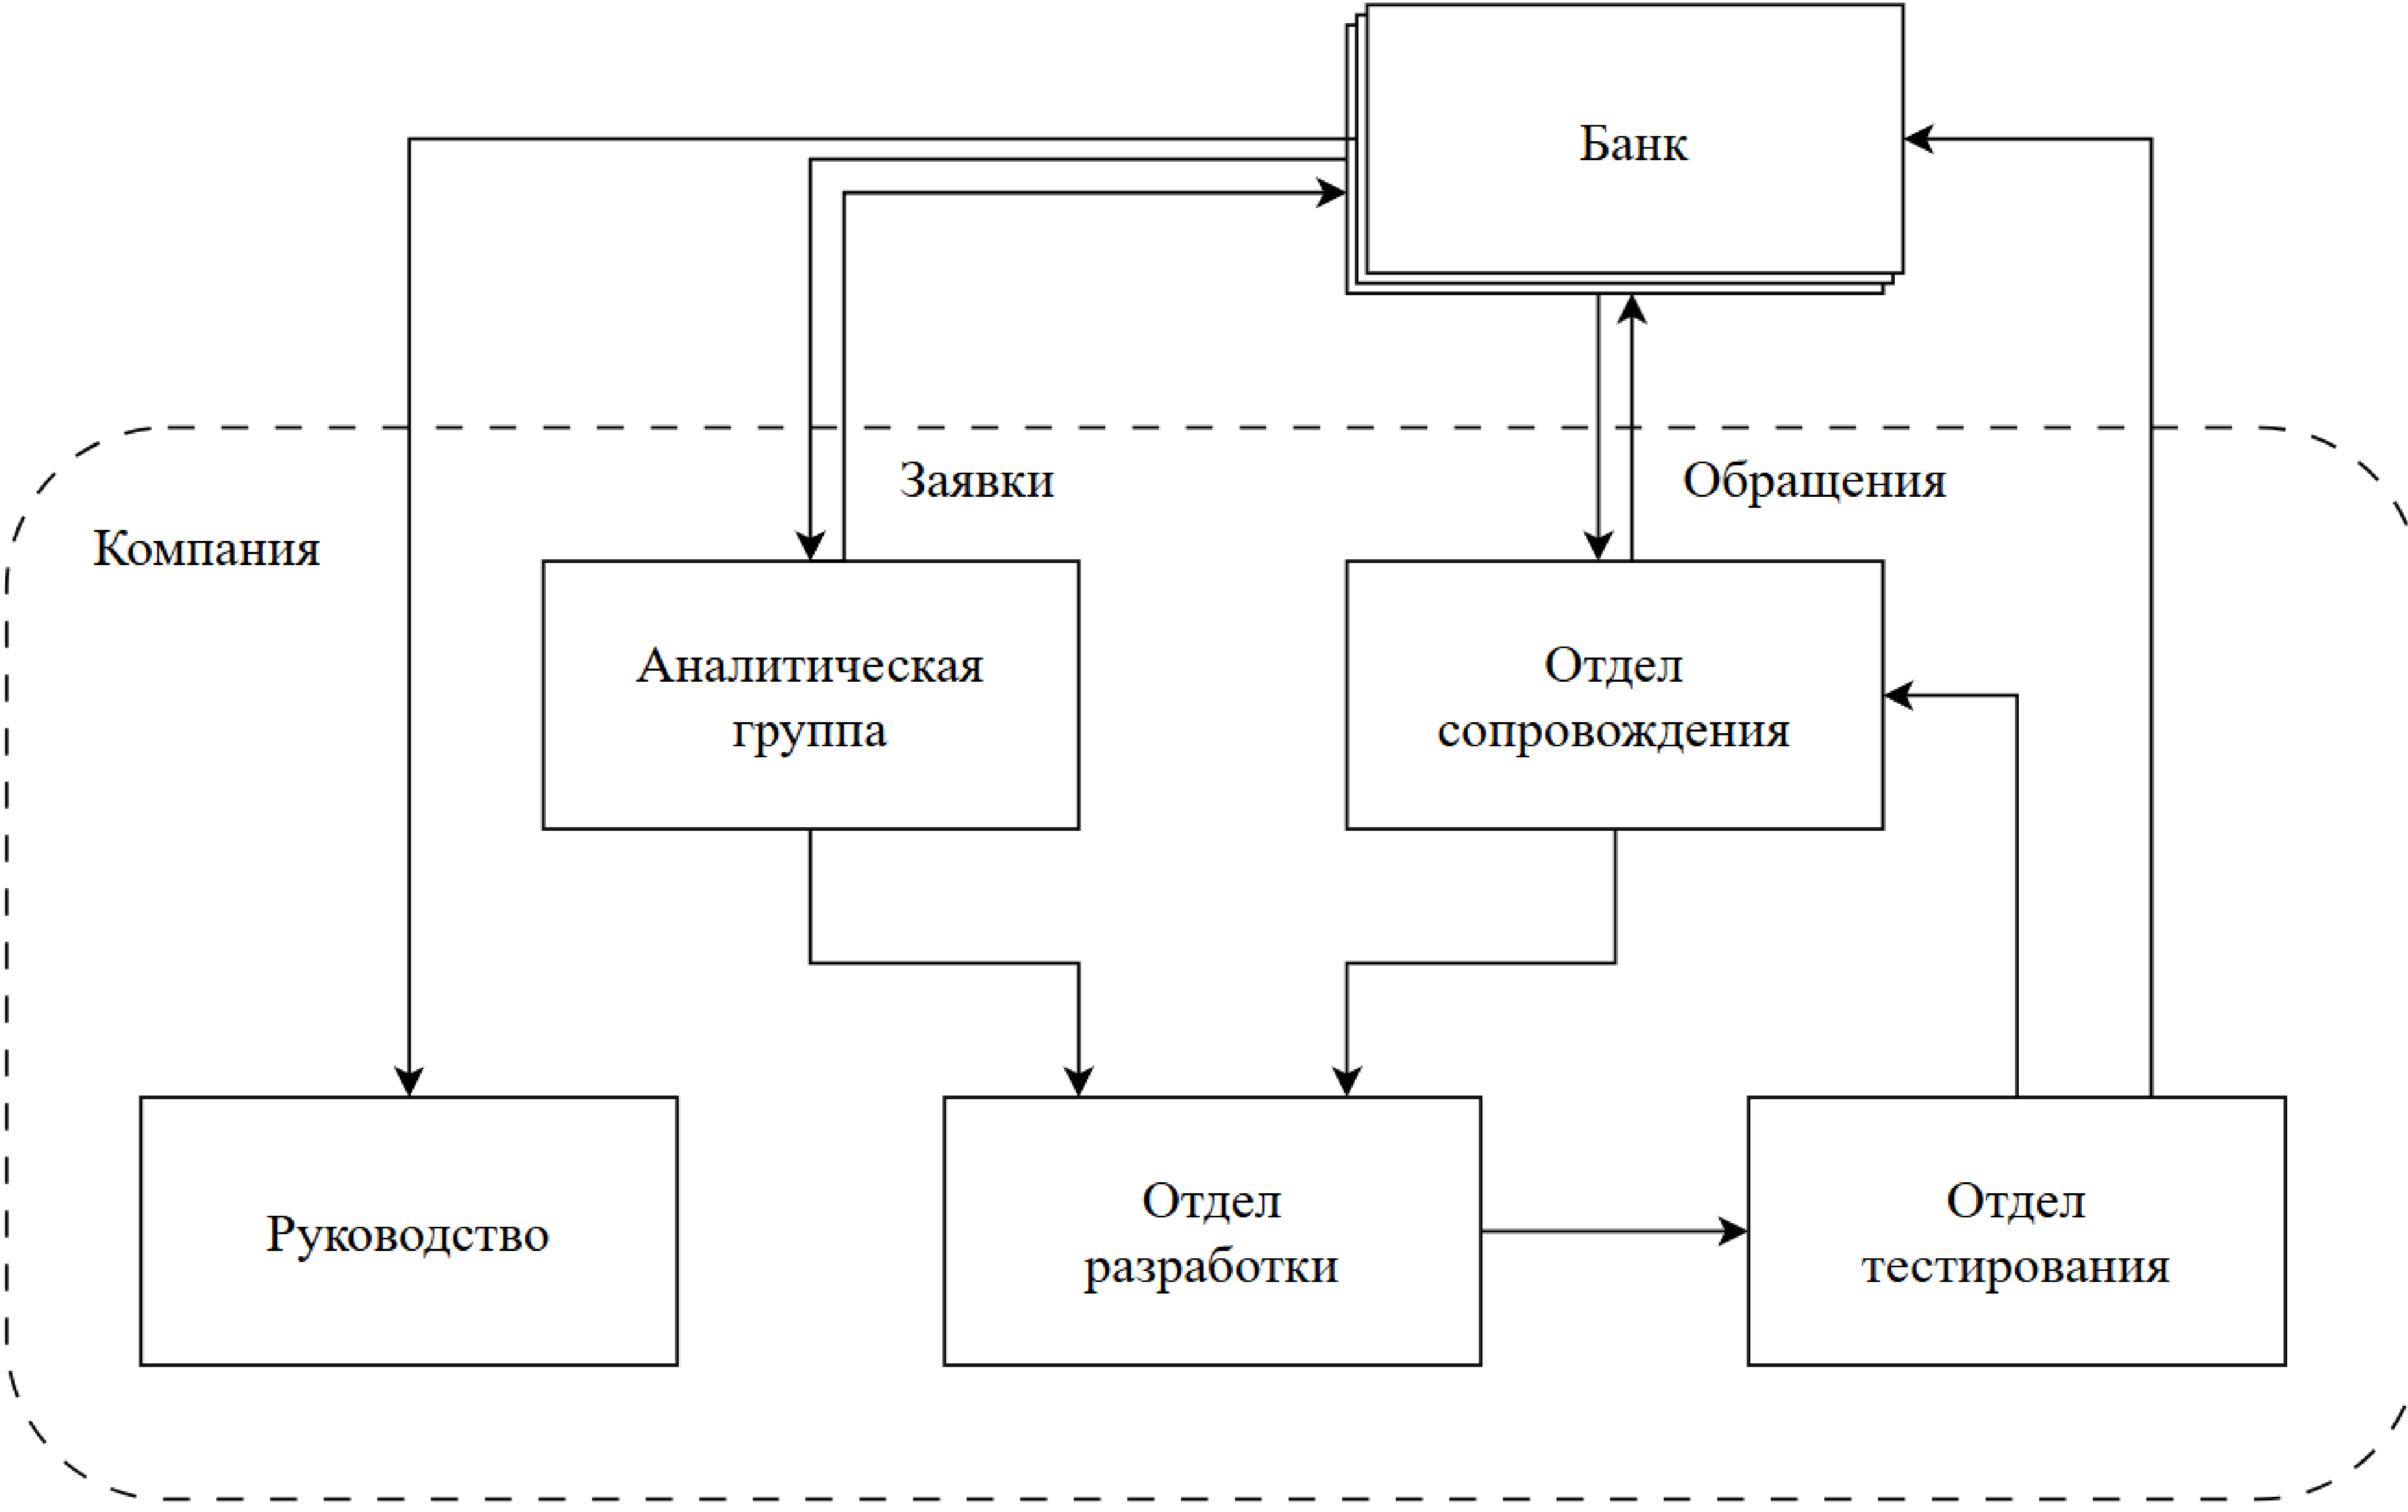 Банк
Заявки
Обращения
Компания
Аналитическая
группа
Отдел
сопровождения
Руководство
Отдел
разработки
Отдел
тестирования